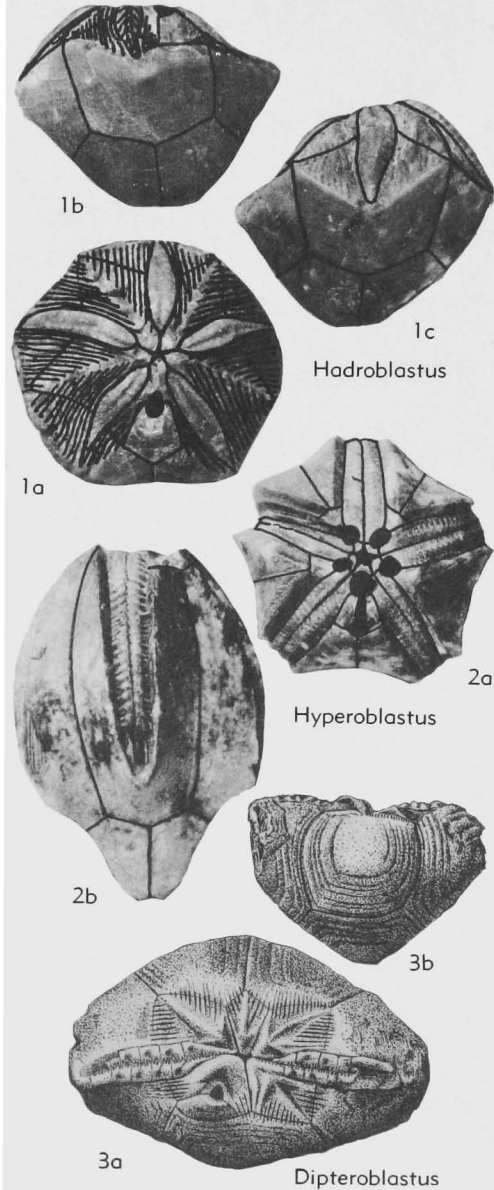 1b
1c
Hadroblastus
1a
2a
Hyperoblastus
2b
3b
3a
Dipteroblastus